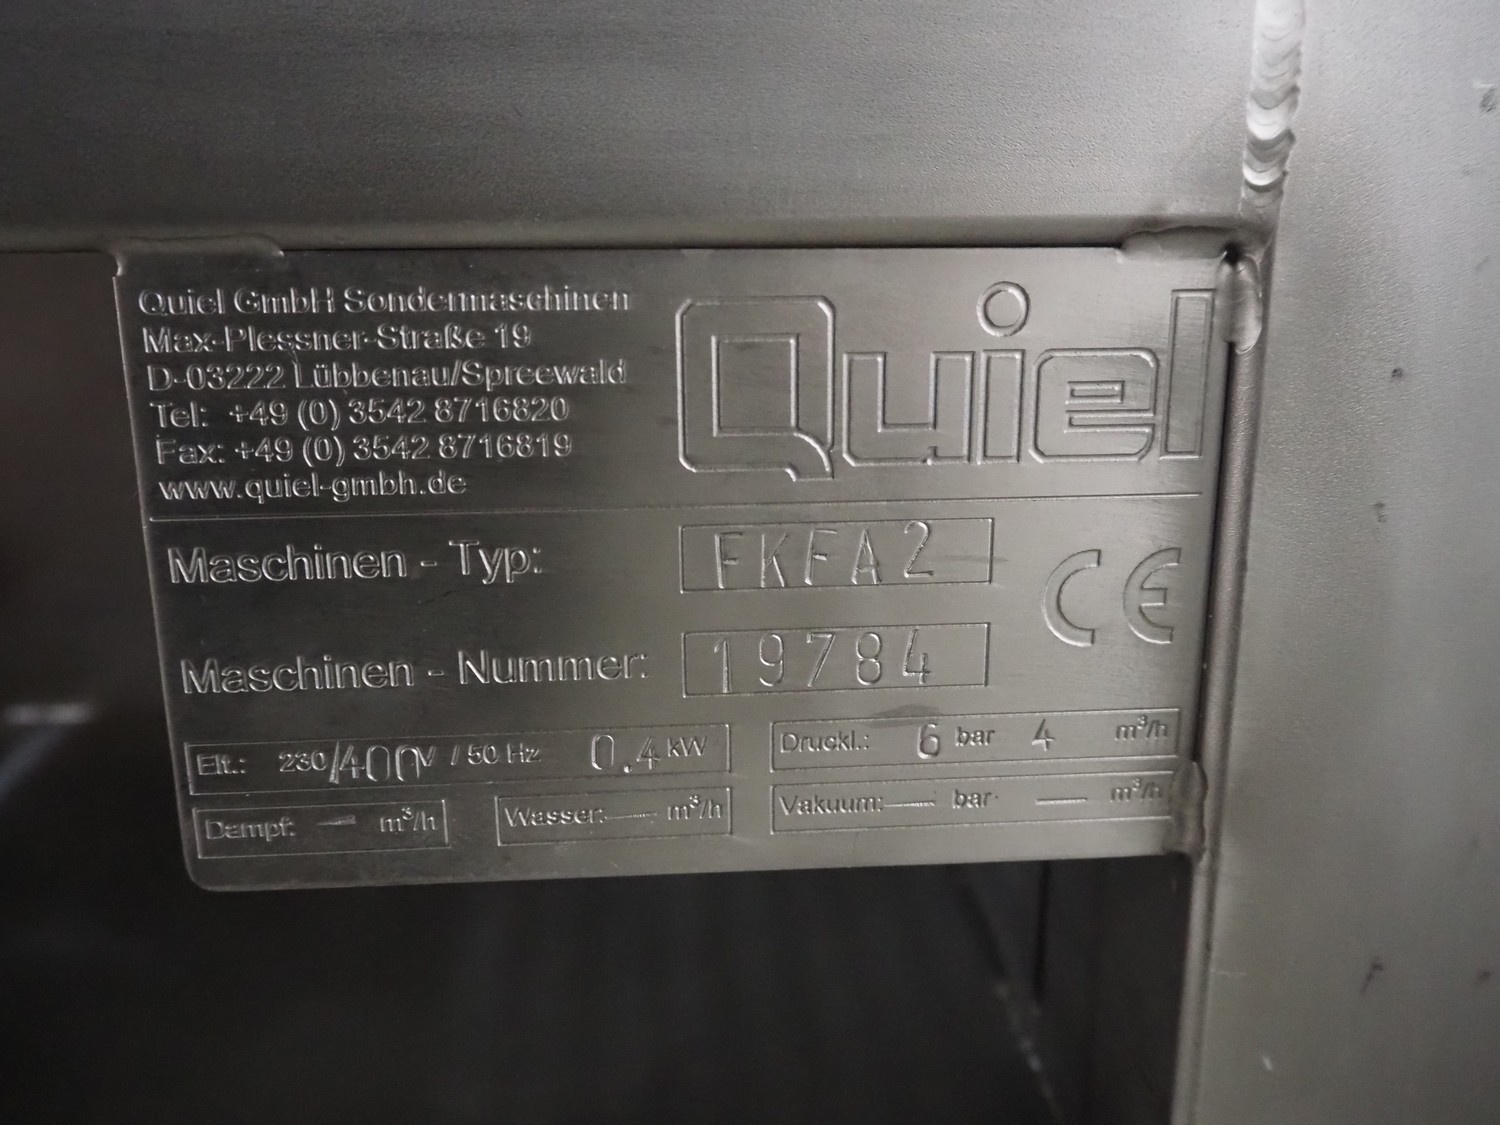 Quiel GmbH Sondermaschinen
Max-Plessner-Straße 19
D-03222 Lübbenau/Spreewald
Tel: +49 (0) 3542 8716820
Fax: +49 (0) 3542 8716819
www.quiel-gmbh.de
Quiel
Maschinen - Typ: FKFA2
Maschinen - Nummer: 19784
CE
Elt.: 230/400V / 50 Hz 0.4 kW
Druckl.: 6 bar 4 m³/h
Dampf: — m³/h
Wasser: — m³/h
Vakuum: — bar — m³/h